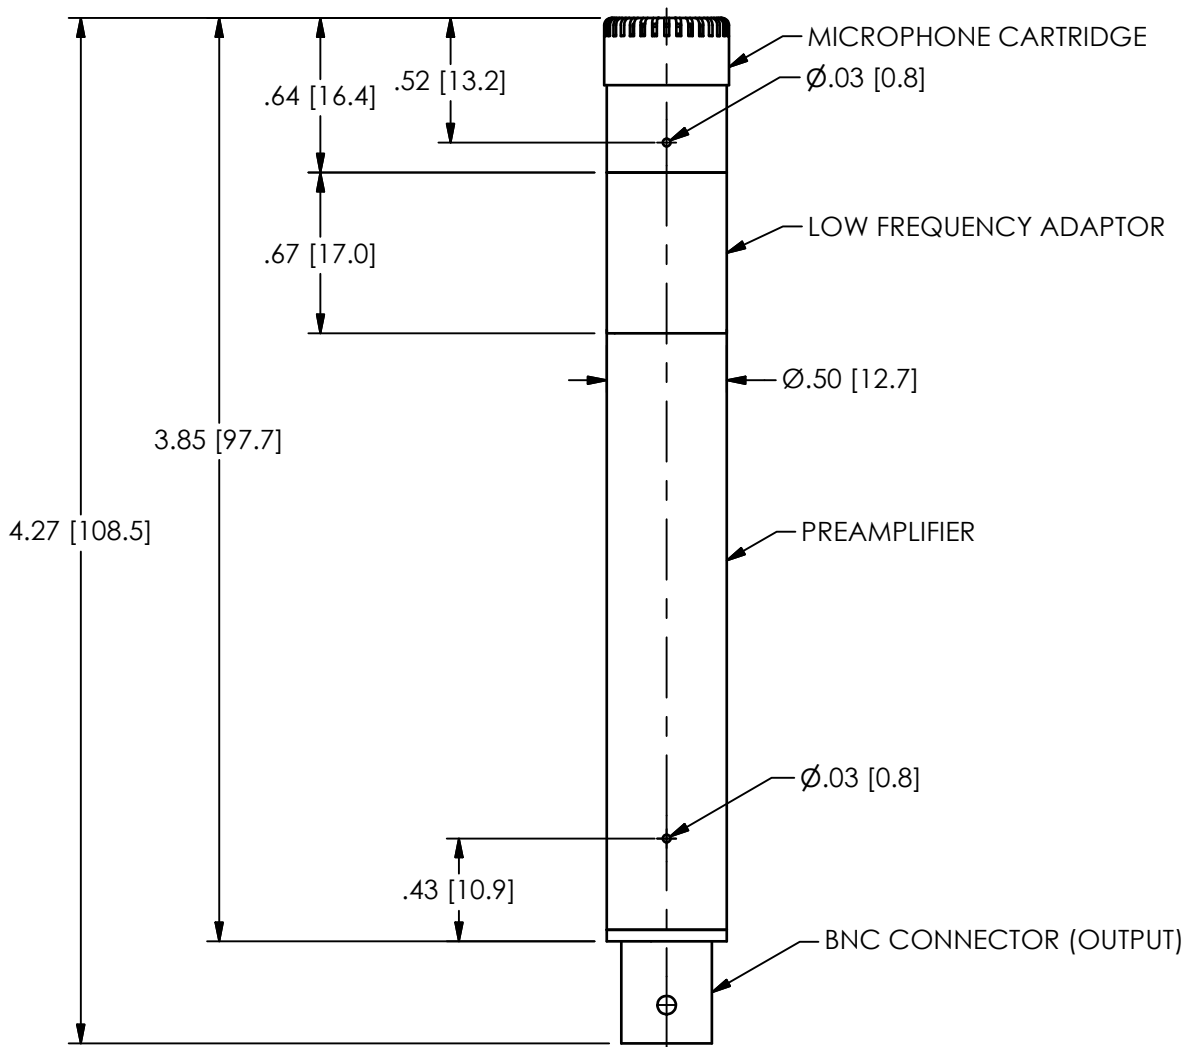 MICROPHONE CARTRIDGE
.52 [13.2]
Ø.03 [0.8]
.64 [16.4]
LOW FREQUENCY ADAPTOR
.67 [17.0]
Ø.50 [12.7]
3.85 [97.7]
4.27 [108.5]
PREAMPLIFIER
Ø.03 [0.8]
.43 [10.9]
BNC CONNECTOR (OUTPUT)